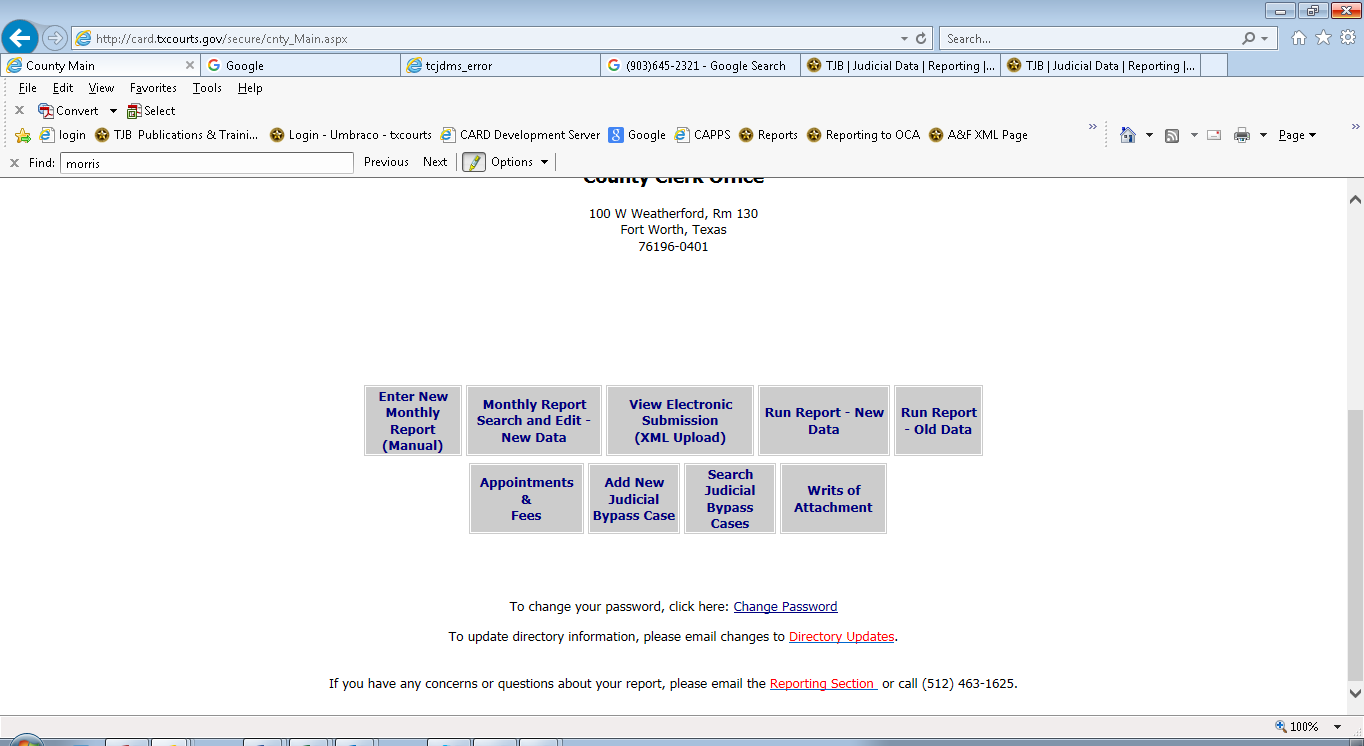 http://card.txcourts.gov/secure/cnty_Main.aspx
Search...
County Main
Google
tcjdms_error
(903)645-2321 - Google Search
TJB | Judicial Data | Reporting |...
TJB | Judicial Data | Reporting |...
File Edit View Favorites Tools Help
Convert Select
login TJB Publications & Traini... Login - Umbraco - txcourts CARD Development Server Google CAPPS Reports Reporting to OCA A&F XML Page
Page
Find: morris Previous Next Options
County Clerk Office
100 W Weatherford, Rm 130
Fort Worth, Texas
76196-0401
Enter New
Monthly
Report
(Manual)
Monthly Report
Search and Edit -
New Data
View Electronic
Submission
(XML Upload)
Run Report - New
Data
Run Report
- Old Data
Appointments
&
Fees
Add New
Judicial
Bypass Case
Search
Judicial
Bypass
Cases
Writs of
Attachment
To change your password, click here: Change Password
To update directory information, please email changes to Directory Updates.
If you have any concerns or questions about your report, please email the Reporting Section or call (512) 463-1625.
100%